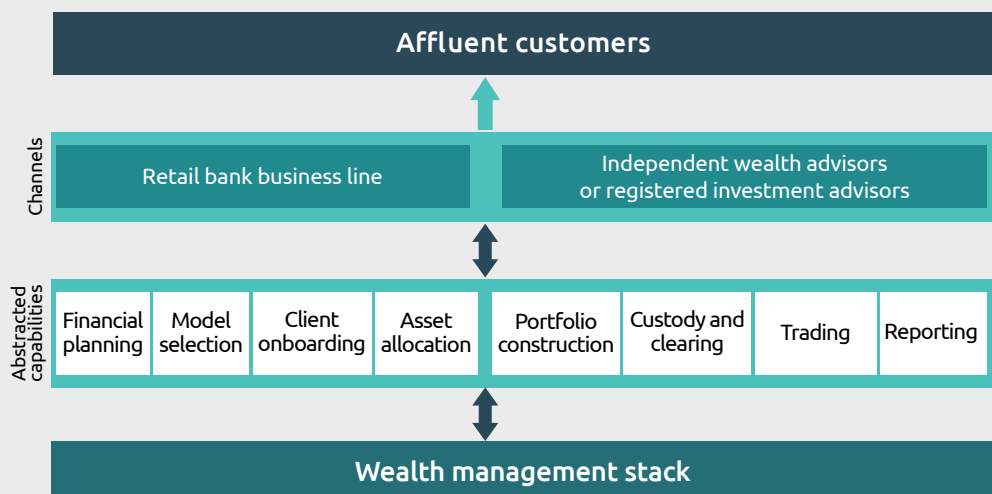 Affluent customers
Channels
Retail bank business line
Independent wealth advisors
or registered investment advisors
Abstracted
capabilities
Financial
planning
Model
selection
Client
onboarding
Asset
allocation
Portfolio
construction
Custody and
clearing
Trading
Reporting
Wealth management stack